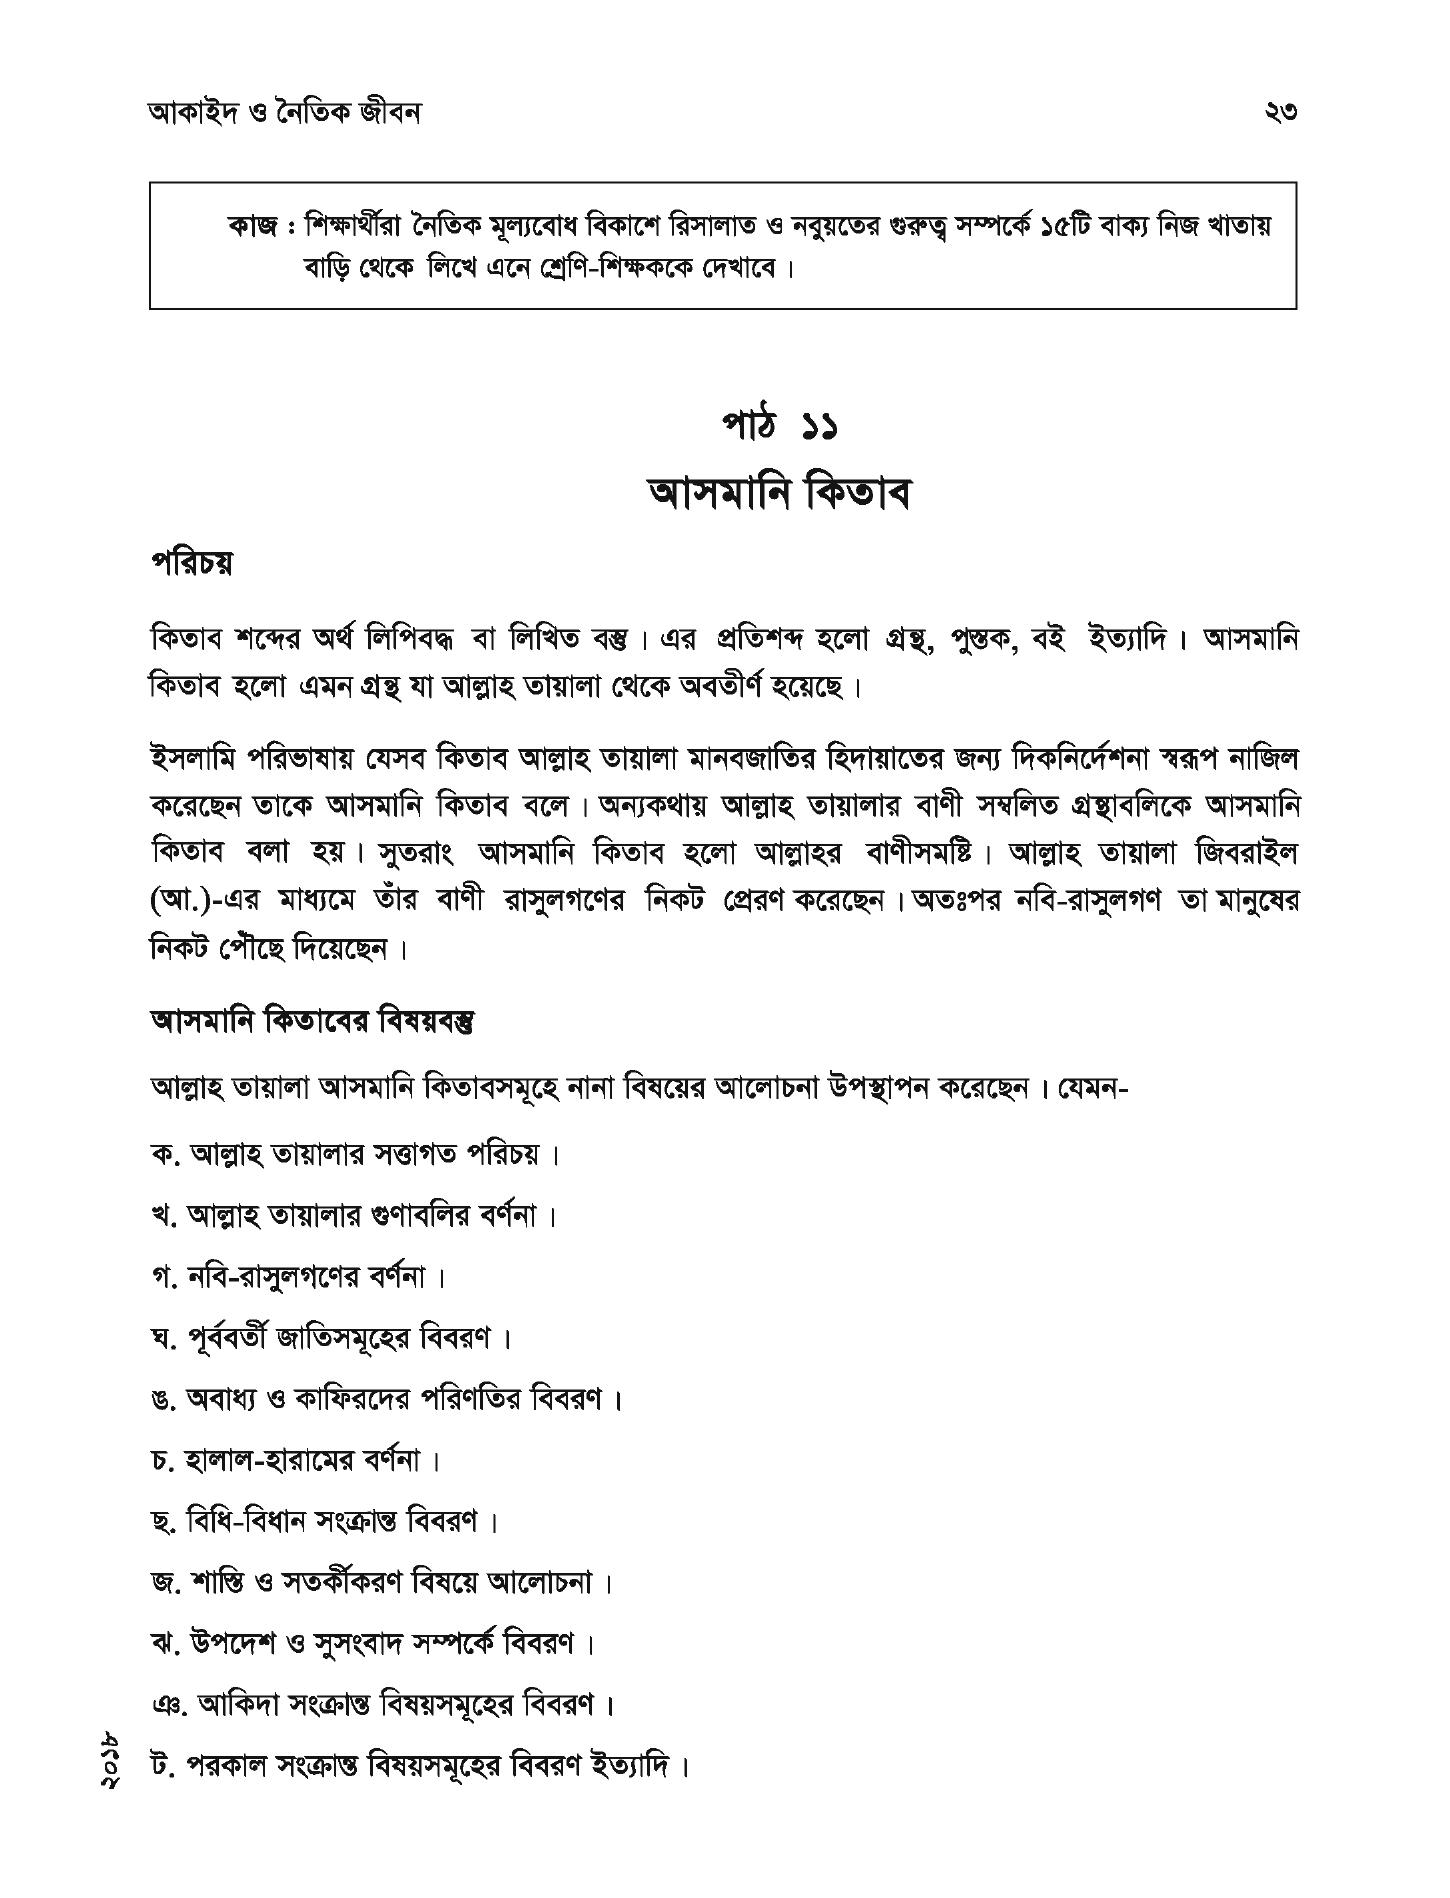 আকাইদ ও নৈতিক জীবন ২৩
কাজ : শিক্ষার্থীরা নৈতিক মূল্যবোধ বিকাশে রিসালাত ও নবুয়তের গুরুত্ব সম্পর্কে ১৫টি বাক্য নিজ খাতায়
বাড়ি থেকে লিখে এনে শ্রেণি-শিক্ষককে দেখাবে।
পাঠ ১১
আসমানি কিতাব
পরিচয়
কিতাব শব্দের অর্থ লিপিবদ্ধ বা লিখিত বস্তু। এর প্রতিশব্দ হলো গ্রন্থ, পুস্তক, বই ইত্যাদি। আসমানি
কিতাব হলো এমন গ্রন্থ যা আল্লাহ তায়ালা থেকে অবতীর্ণ হয়েছে।
ইসলামি পরিভাষায় যেসব কিতাব আল্লাহ তায়ালা মানবজাতির হিদায়াতের জন্য দিকনির্দেশনা স্বরূপ নাজিল
করেছেন তাকে আসমানি কিতাব বলে। অন্যকথায় আল্লাহ তায়ালার বাণী সম্বলিত গ্রন্থাবলিকে আসমানি
কিতাব বলা হয়। সুতরাং আসমানি কিতাব হলো আল্লাহর বাণীসমষ্টি। আল্লাহ তায়ালা জিবরাইল
(আ.)-এর মাধ্যমে তাঁর বাণী রাসুলগণের নিকট প্রেরণ করেছেন। অতঃপর নবি-রাসুলগণ তা মানুষের
নিকট পৌঁছে দিয়েছেন।
আসমানি কিতাবের বিষয়বস্তু
আল্লাহ তায়ালা আসমানি কিতাবসমূহে নানা বিষয়ের আলোচনা উপস্থাপন করেছেন। যেমন-
ক. আল্লাহ তায়ালার সত্তাগত পরিচয়।
খ. আল্লাহ তায়ালার গুণাবলির বর্ণনা।
গ. নবি-রাসুলগণের বর্ণনা।
ঘ. পূর্ববর্তী জাতিসমূহের বিবরণ।
ঙ. অবাধ্য ও কাফিরদের পরিণতির বিবরণ।
চ. হালাল-হারামের বর্ণনা।
ছ. বিধি-বিধান সংক্রান্ত বিবরণ।
জ. শাস্তি ও সতর্কীকরণ বিষয়ে আলোচনা।
ঝ. উপদেশ ও সুসংবাদ সম্পর্কে বিবরণ।
ঞ. আকিদা সংক্রান্ত বিষয়সমূহের বিবরণ।
ট. পরকাল সংক্রান্ত বিষয়সমূহের বিবরণ ইত্যাদি।
২০১৮